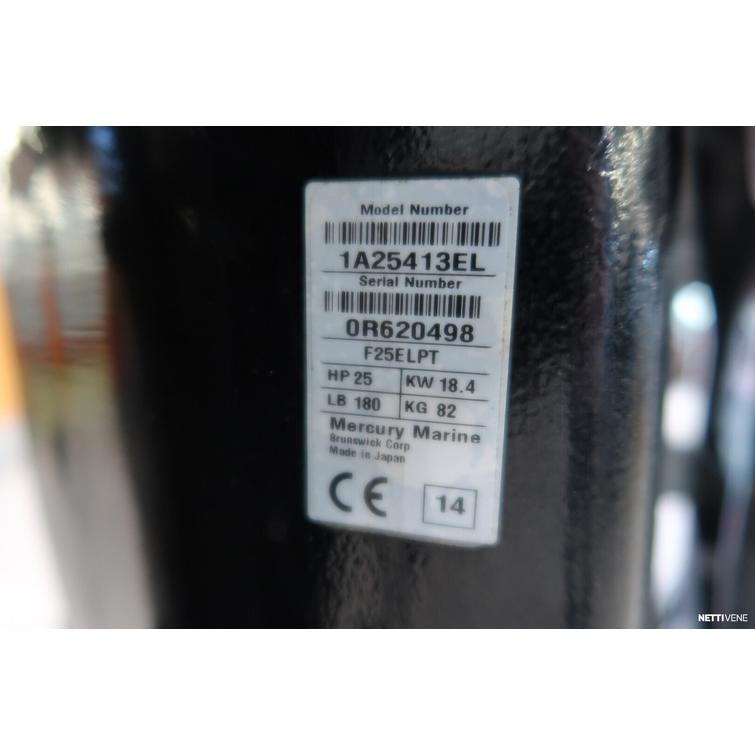 Model Number
1A25413EL
Serial Number
0R620498
F25ELPT
HP 25 KW 18.4
LB 180 KG 82
Mercury Marine
Brunswick Corp
Made in Japan
CE 14
NETTIVENE